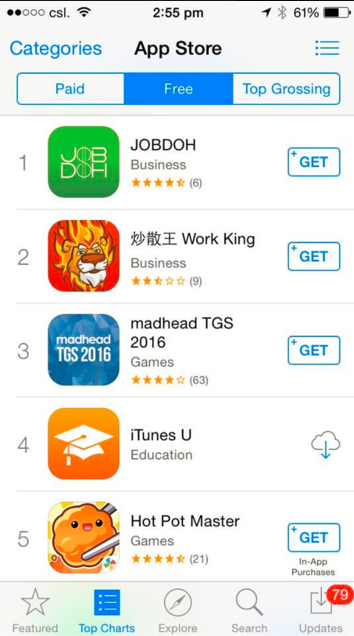 csl. 2:55 pm 61%
Categories App Store
Paid Free Top Grossing
1 JOBDOH
Business
(6)
GET
JOB
DOH
2 炒散王 Work King
Business
(9)
GET
3 madhead TGS
2016
Games
(63)
GET
madhead
TGS 2016
4 iTunes U
Education
5 Hot Pot Master
Games
(21)
GET
In-App
Purchases
79
Featured Top Charts Explore Search Updates